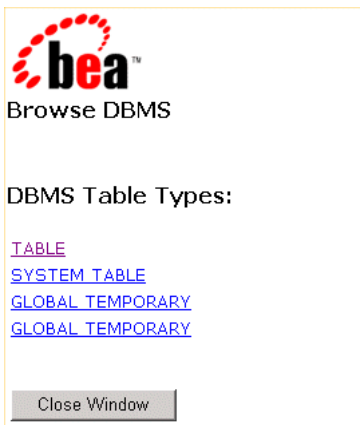 bea™
Browse DBMS
DBMS Table Types:
TABLE
SYSTEM TABLE
GLOBAL TEMPORARY
GLOBAL TEMPORARY
Close Window